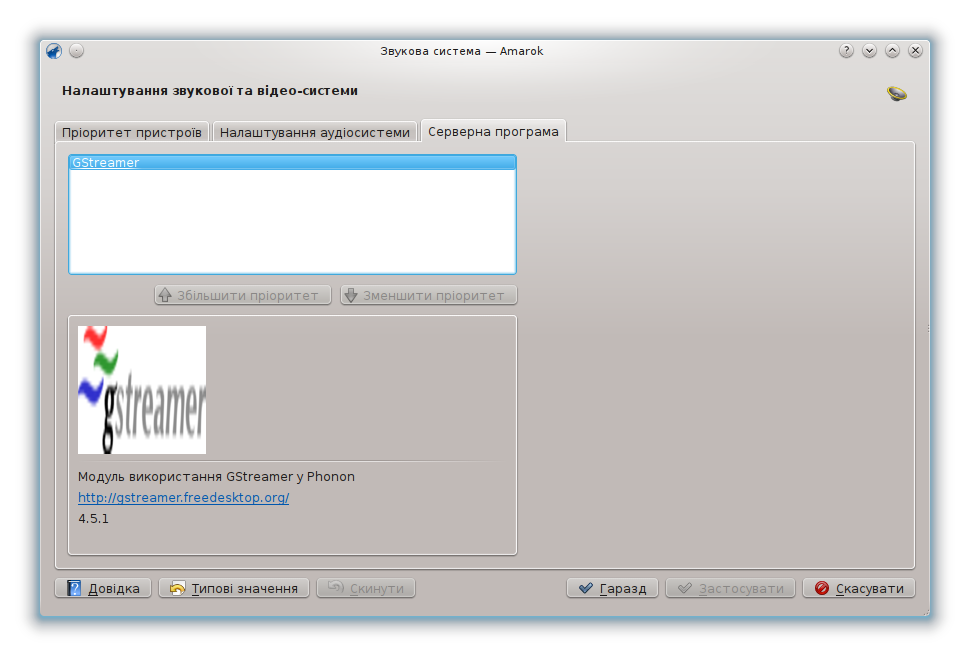 Звукова система — Amarok
Налаштування звукової та відео-системи
Пріоритет пристроїв
Налаштування аудіосистеми
Серверна програма
GStreamer
Збільшити пріоритет
Зменшити пріоритет
gstreamer
Модуль використання GStreamer у Phonon
http://gstreamer.freedesktop.org/
4.5.1
Довідка
Типові значення
Скинути
Гаразд
Застосувати
Скасувати